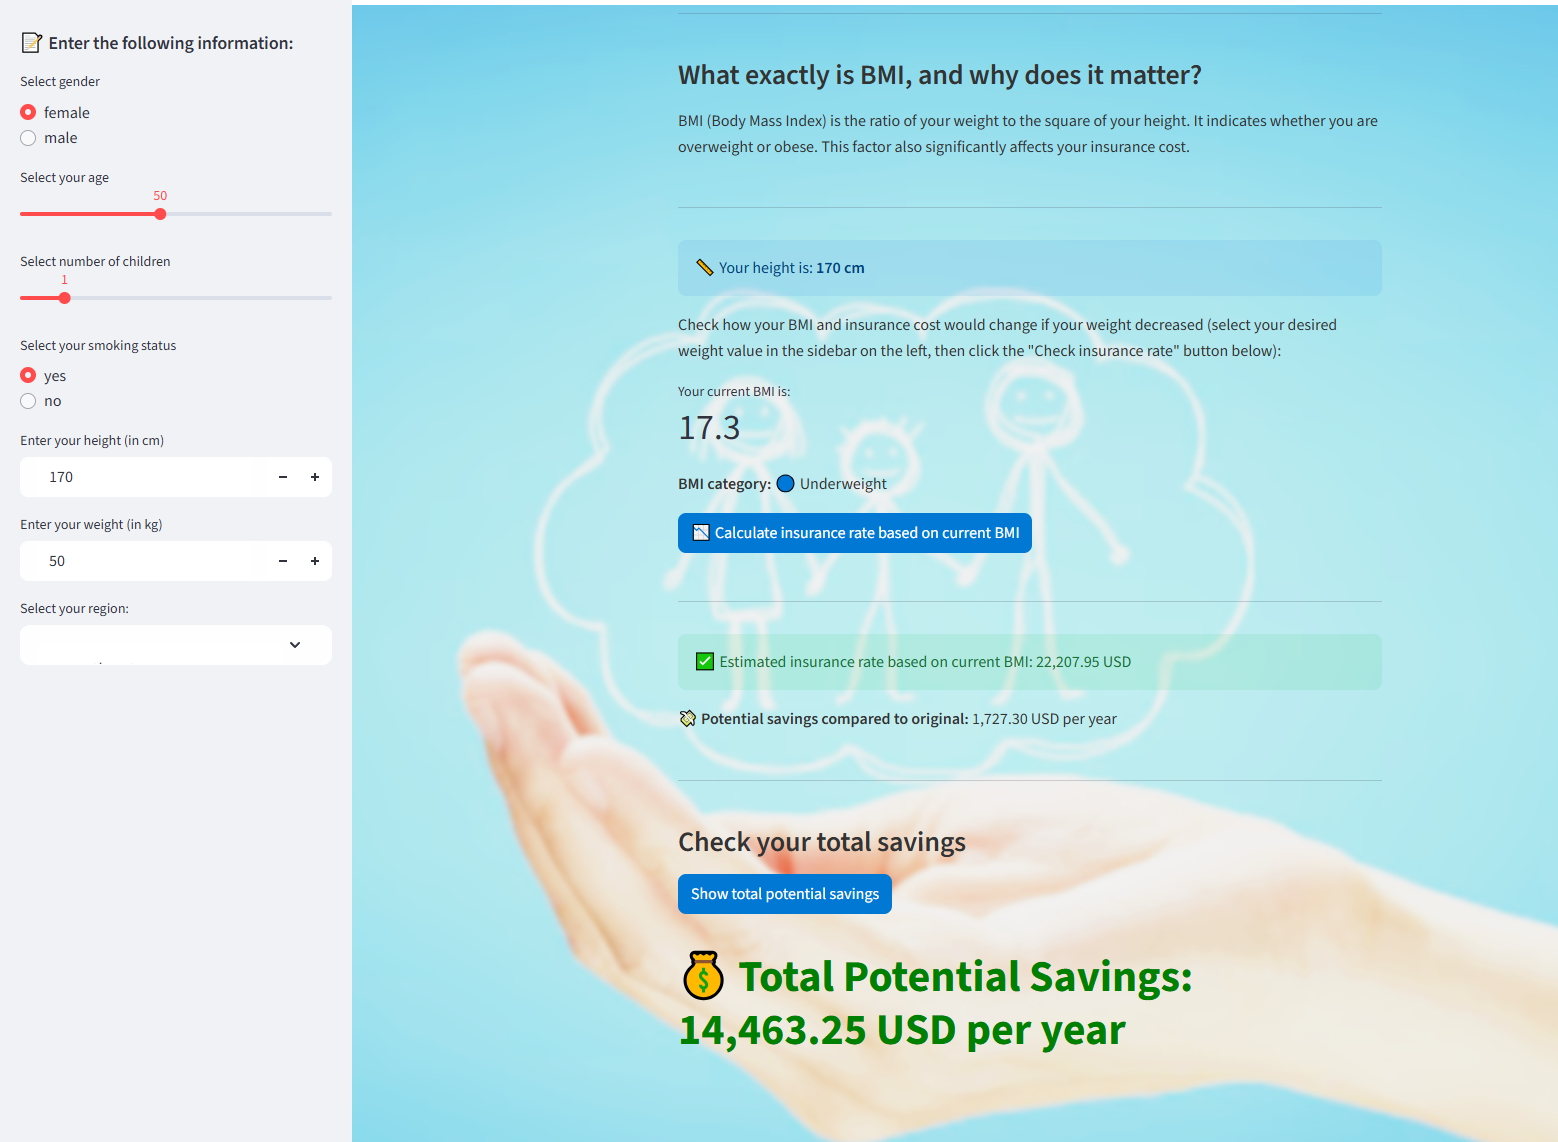 Enter the following information:
Select gender
female
male
Select your age
50
Select number of children
1
Select your smoking status
yes
no
Enter your height (in cm)
170
Enter your weight (in kg)
50
Select your region:
What exactly is BMI, and why does it matter?
BMI (Body Mass Index) is the ratio of your weight to the square of your height. It indicates whether you are
overweight or obese. This factor also significantly affects your insurance cost.
Your height is: 170 cm
Check how your BMI and insurance cost would change if your weight decreased (select your desired
weight value in the sidebar on the left, then click the "Check insurance rate" button below):
Your current BMI is:
17.3
BMI category: Underweight
Calculate insurance rate based on current BMI
Estimated insurance rate based on current BMI: 22,207.95 USD
Potential savings compared to original: 1,727.30 USD per year
Check your total savings
Show total potential savings
Total Potential Savings:
14,463.25 USD per year